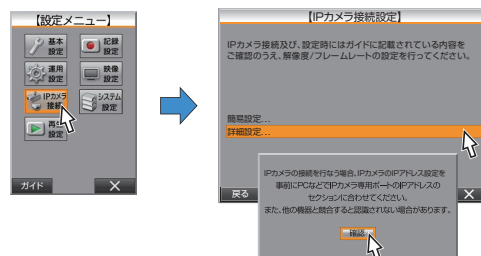 【設定メニュー】
基本
設定
記録
設定
運用
設定
映像
設定
IPカメラ
接続
システム
設定
再生
設定
ガイド
【IPカメラ接続設定】
IPカメラ接続及び、設定時にはガイドに記載されている内容を
ご確認のうえ、解像度/フレームレートの設定を行ってください。
簡易設定...
詳細設定...
戻る
IPカメラの接続を行なう場合、IPカメラのIPアドレス設定を
事前にPCなどでIPカメラ専用ポートのIPアドレスの
セクションに合わせてください。
また、他の機器と競合すると認識されない場合があります。
確認